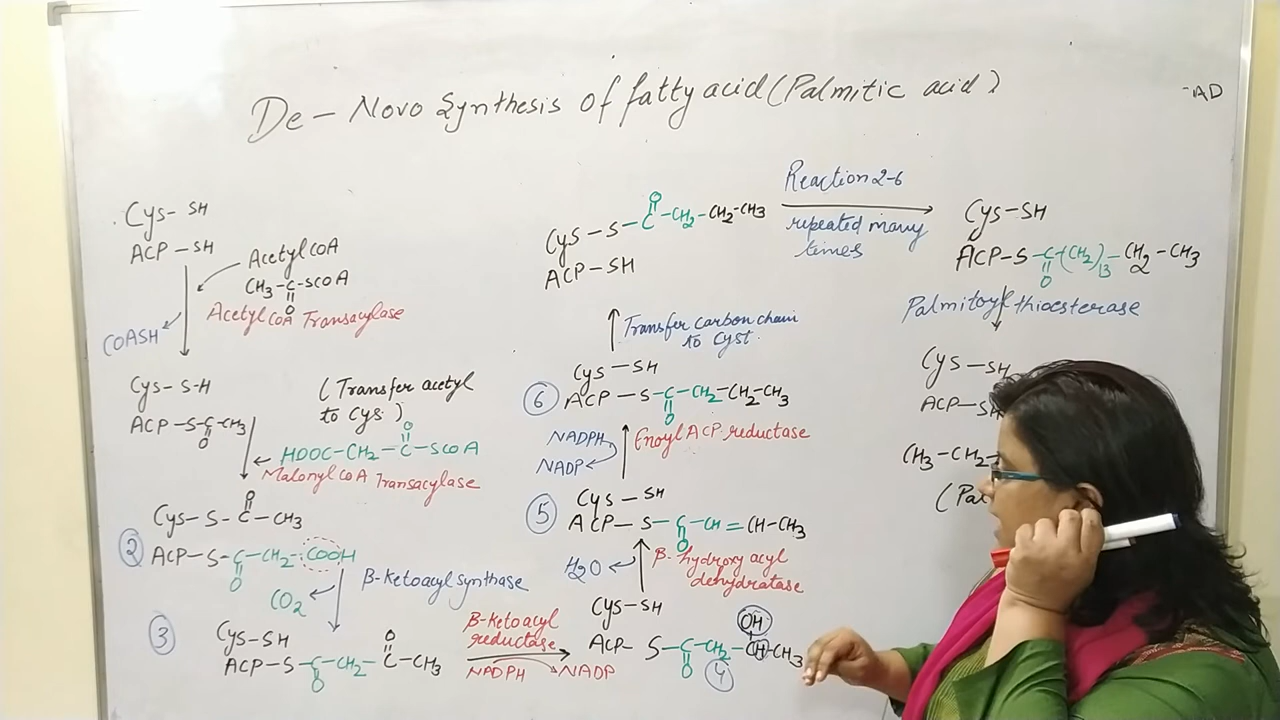 De-Novo Synthesis of fatty acid (Palmitic acid)
-AD
Cys-SH
ACP-SH
Acetyl CoA
CH3-C-SCOA
O
Acetyl CoA Transacylase
COASH
Cys-S-H
ACP-S-C-CH3
O
(Transfer acetyl
to Cys.)
O
HOOC-CH2-C-SCOA
Malonyl CoA Transacylase
O
Cys-S-C-CH3
2
ACP-S-C-CH2-COOH
O
CO2
B-Ketoacyl synthase
3
Cys-SH
O
ACP-S-C-CH2-C-CH3
O
B-Ketoacyl
reductase
NADPH
NADP
Cys-SH
OH
ACP-S-C-CH2-CH-CH3
O
4
H2O
B-hydroxy acyl
dehydratase
5
Cys-SH
ACP-S-C-CH=CH-CH3
O
NADPH
NADP
Enoyl ACP reductase
6
Cys-SH
ACP-S-C-CH2-CH2-CH3
O
Transfer carbon chain
to Cyst.
O
Cys-S-C-CH2-CH2-CH3
ACP-SH
Reaction 2-6
repeated many
times
Cys-SH
ACP-S-C-(CH2)13-CH2-CH3
O
Palmitoyl thioesterase
Cys-SH
ACP-SH
CH3-CH2-
(Pa